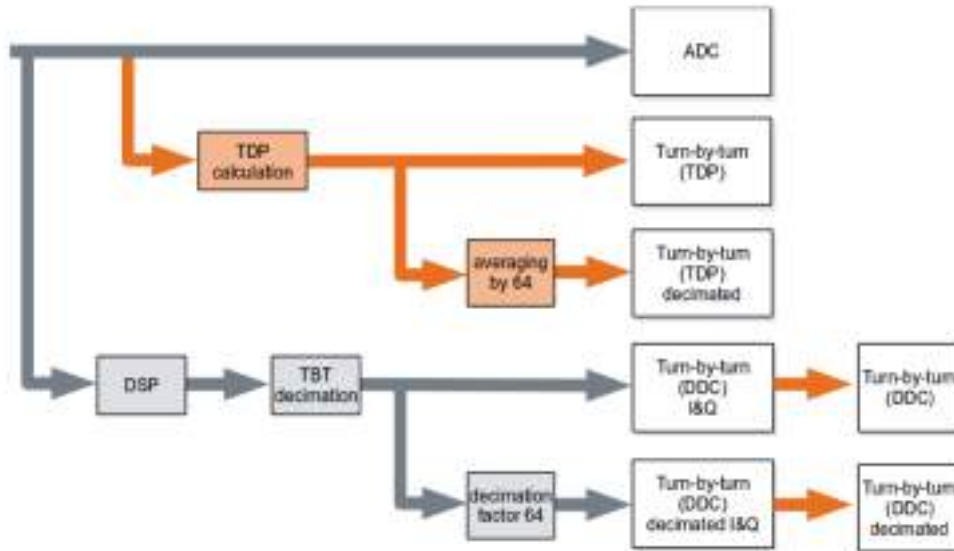 ADC
TDP
calculation
Turn-by-turn
(TDP)
averaging
by 64
Turn-by-turn
(TDP)
decimated
DSP
TBT
decimation
Turn-by-turn
(DDC)
I&Q
Turn-by-turn
(DDC)
decimation
factor 64
Turn-by-turn
(DDC)
decimated I&Q
Turn-by-turn
(DDC)
decimated